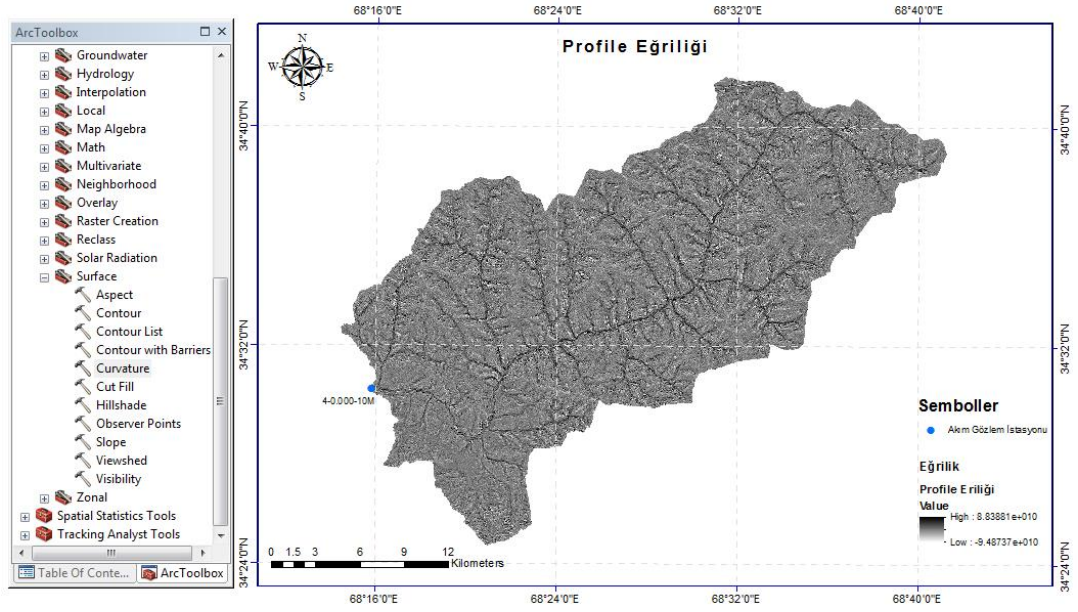 ArcToolbox
Groundwater
Hydrology
Interpolation
Local
Map Algebra
Math
Multivariate
Neighborhood
Overlay
Raster Creation
Reclass
Solar Radiation
Surface
Aspect
Contour
Contour List
Contour with Barriers
Curvature
Cut Fill
Hillshade
Observer Points
Slope
Viewshed
Visibility
Zonal
Spatial Statistics Tools
Tracking Analyst Tools
Table Of Conte...
ArcToolbox
68°16'0"E 68°24'0"E 68°32'0"E 68°40'0"E
Profile Eğriliği
N
W E
S
34°40'0"N 34°40'0"N
34°32'0"N 34°32'0"N
4-0.000-10M
Semboller
Akım Gözlem İstasyonu
Eğrilik
Profile Eriliği
Value
High : 8.83881e+010
Low : -9.48737e+010
34°24'0"N 34°24'0"N
0 1.5 3 6 9 12
Kilometers
68°16'0"E 68°24'0"E 68°32'0"E 68°40'0"E